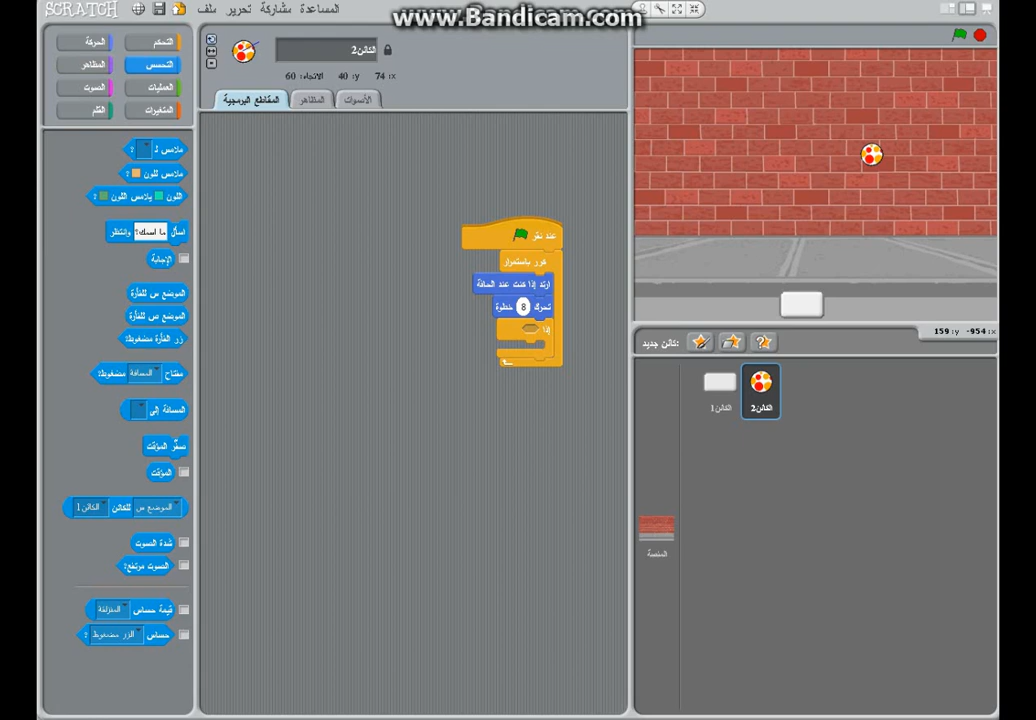 www.Bandicam.com
SCRATCH ملف تحرير مشاركة المساعدة
الكائن2
x: 74 y: 40 الاتجاه: 60
المقاطع البرمجية المظاهر الأصوات
التحكم الحركة
التحسس المظاهر
العمليات الصوت
المتغيرات القلم
ملامس لـ ؟
ملامس للون ؟
اللون يلامس اللون ؟
اسأل ما اسمك؟ وانتظر
الإجابة
الموضع س للفأرة
الموضع ص للفأرة
زر الفأرة مضغوط؟
مفتاح المسافة مضغوط؟
المسافة إلى
صفّر المؤقت
المؤقت
الموضع س للكائن الكائن1
شدة الصوت
الصوت مرتفع؟
قيمة حساس المنزلقة
حساس الزر مضغوط ؟
عند نقر
كرر باستمرار
ارتد إذا كنت عند الحافة
تحرك 8 خطوة
إذا
x: -954 y: 159
كائن جديد:
الكائن1 الكائن2
المنصة